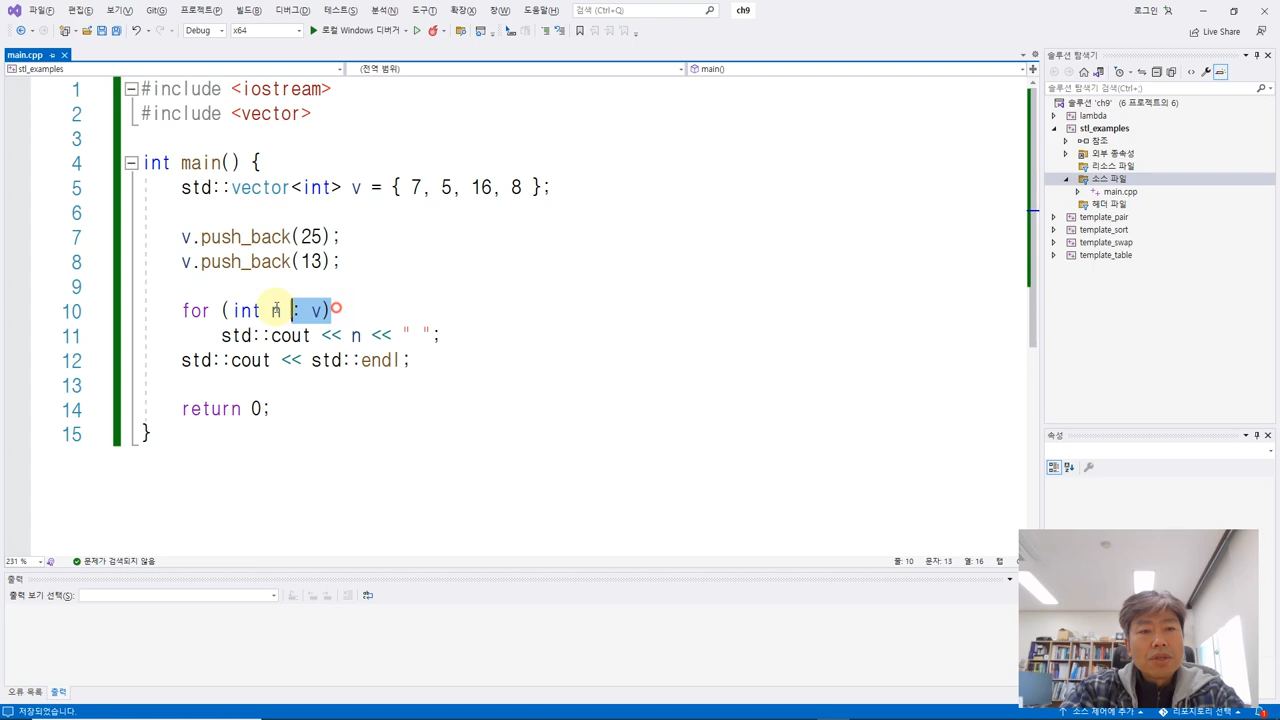 파일(F) 편집(E) 보기(V) Git(G) 프로젝트(P) 빌드(B) 디버그(D) 테스트(S) 분석(N) 도구(T) 확장(X) 창(W) 도움말(H) 검색(Ctrl+Q) ch9 로그인
Debug x64 로컬 Windows 디버거 Live Share
main.cpp
stl_examples (전역 범위) main()
솔루션 탐색기
솔루션 탐색기 검색(Ctrl+;)
솔루션 'ch9' (6 프로젝트의 6)
lambda
stl_examples
참조
외부 종속성
리소스 파일
소스 파일
main.cpp
헤더 파일
template_pair
template_sort
template_swap
template_table
1 #include <iostream>
2 #include <vector>
3
4 int main() {
5 std::vector<int> v = { 7, 5, 16, 8 };
6
7 v.push_back(25);
8 v.push_back(13);
9
10 for (int n : v)
11 std::cout << n << " ";
12 std::cout << std::endl;
13
14 return 0;
15 }
속성
231 % 문제가 검색되지 않음 줄: 10 문자: 13 열: 16 탭
출력
출력 보기 선택(S):
오류 목록 출력
저장되었습니다. 소스 제어에 추가 리포지토리 선택 1